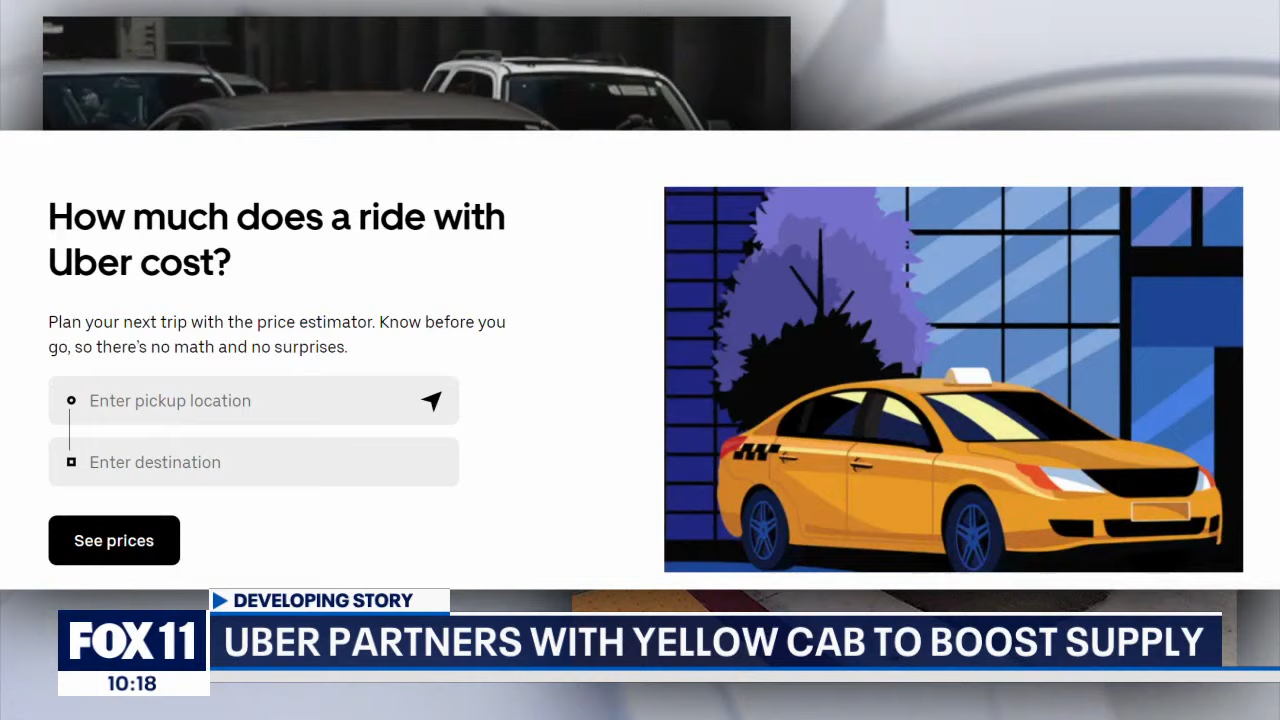 How much does a ride with
Uber cost?
Plan your next trip with the price estimator. Know before you
go, so there's no math and no surprises.
Enter pickup location
Enter destination
See prices
DEVELOPING STORY
FOX 11
UBER PARTNERS WITH YELLOW CAB TO BOOST SUPPLY
10:18